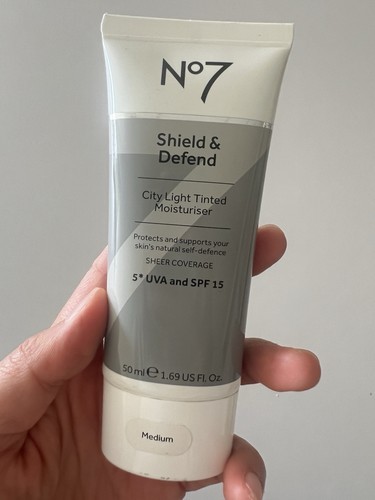 No7
Shield &
Defend
City Light Tinted
Moisturiser
Protects and supports your
skin's natural self-defence
SHEER COVERAGE
5* UVA and SPF 15
50 ml ℮ 1.69 US Fl. Oz.
Medium